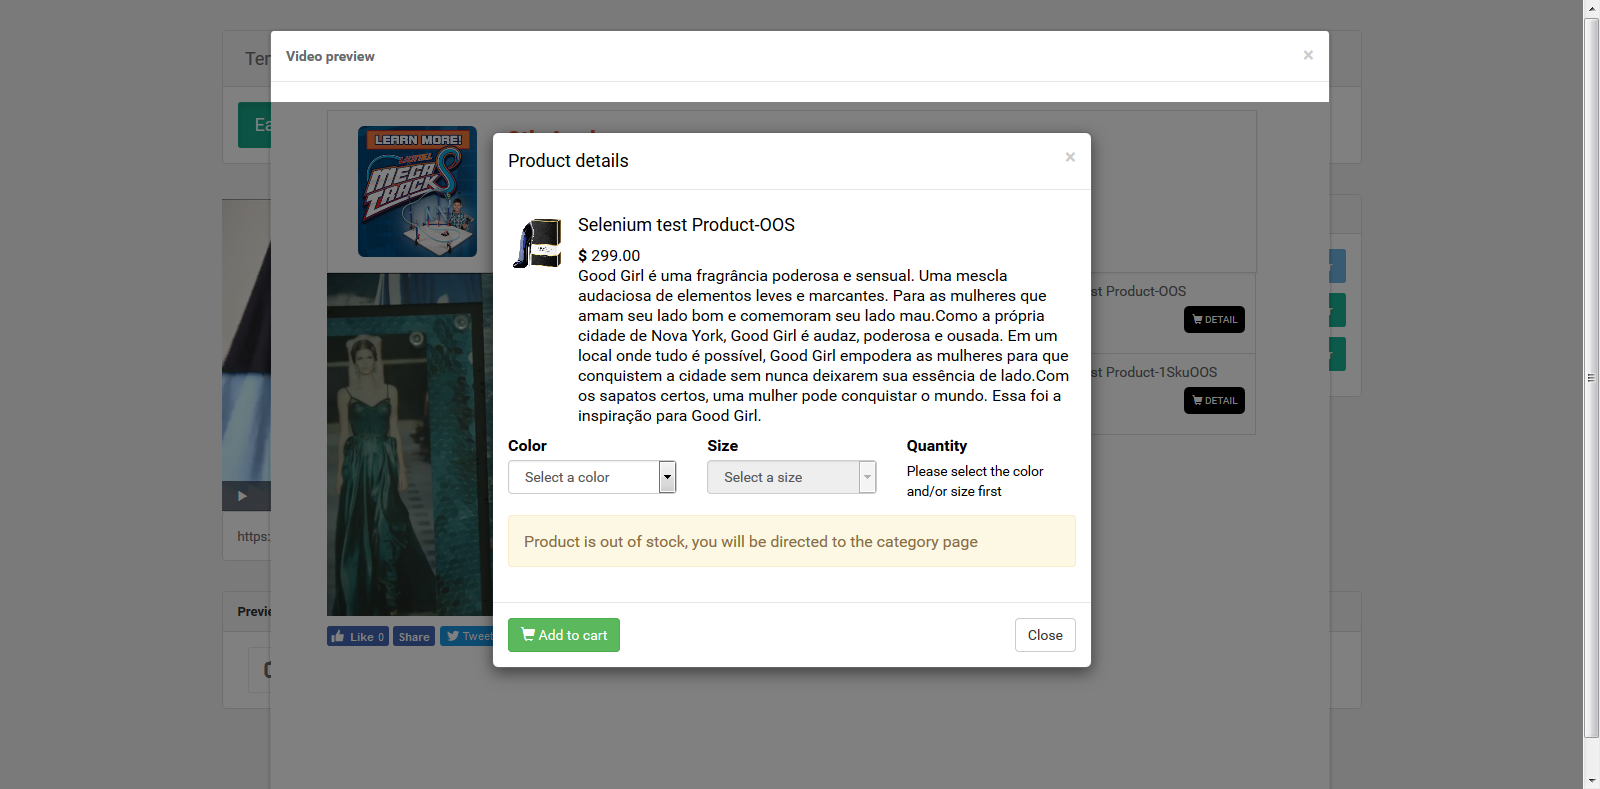 Video preview
×
LEARN MORE!
MEGA
TRACKS
Product details
×
Selenium test Product-OOS
$ 299.00
Good Girl é uma fragrância poderosa e sensual. Uma mescla
audaciosa de elementos leves e marcantes. Para as mulheres que
amam seu lado bom e comemoram seu lado mau.Como a própria
cidade de Nova York, Good Girl é audaz, poderosa e ousada. Em um
local onde tudo é possível, Good Girl empodera as mulheres para que
conquistem a cidade sem nunca deixarem sua essência de lado.Com
os sapatos certos, uma mulher pode conquistar o mundo. Essa foi a
inspiração para Good Girl.
Color
Size
Quantity
Select a color
Select a size
Please select the color
and/or size first
Product is out of stock, you will be directed to the category page
Add to cart
Close
st Product-OOS
DETAIL
st Product-1SkuOOS
DETAIL
https:
Previe
Like 0
Share
Tweet